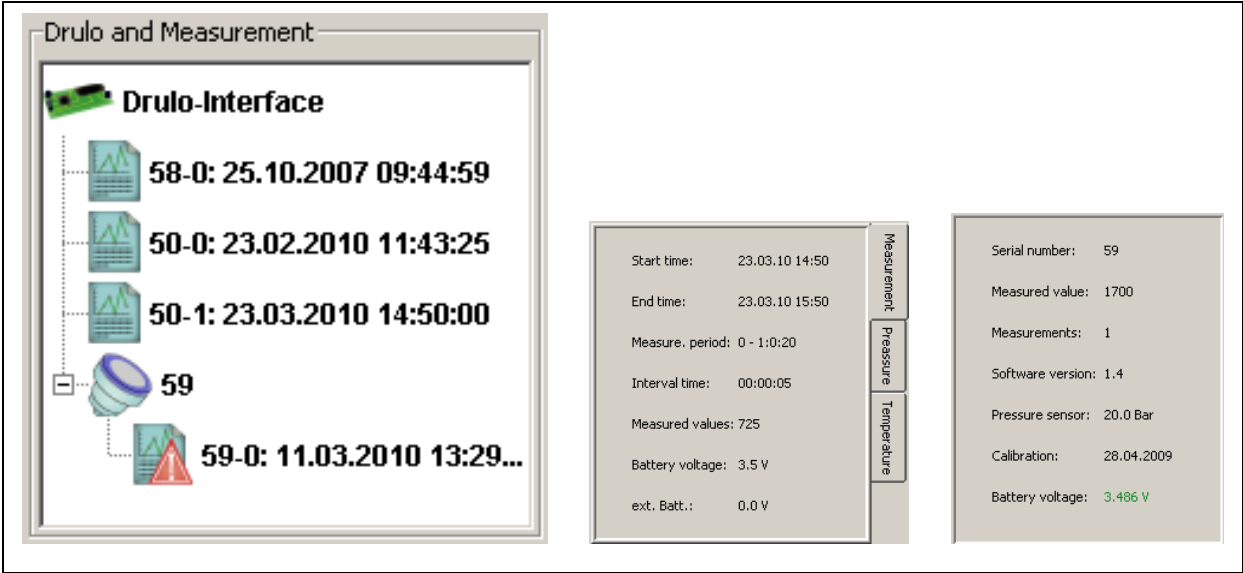 Drulo and Measurement
Drulo-Interface
58-0: 25.10.2007 09:44:59
50-0: 23.02.2010 11:43:25
50-1: 23.03.2010 14:50:00
59
59-0: 11.03.2010 13:29...
Start time: 23.03.10 14:50
End time: 23.03.10 15:50
Measure. period: 0 - 1:0:20
Interval time: 00:00:05
Measured values: 725
Battery voltage: 3.5 V
ext. Batt.: 0.0 V
Measurement
Preassure
Temperature
Serial number: 59
Measured value: 1700
Measurements: 1
Software version: 1.4
Pressure sensor: 20.0 Bar
Calibration: 28.04.2009
Battery voltage: 3.486 V